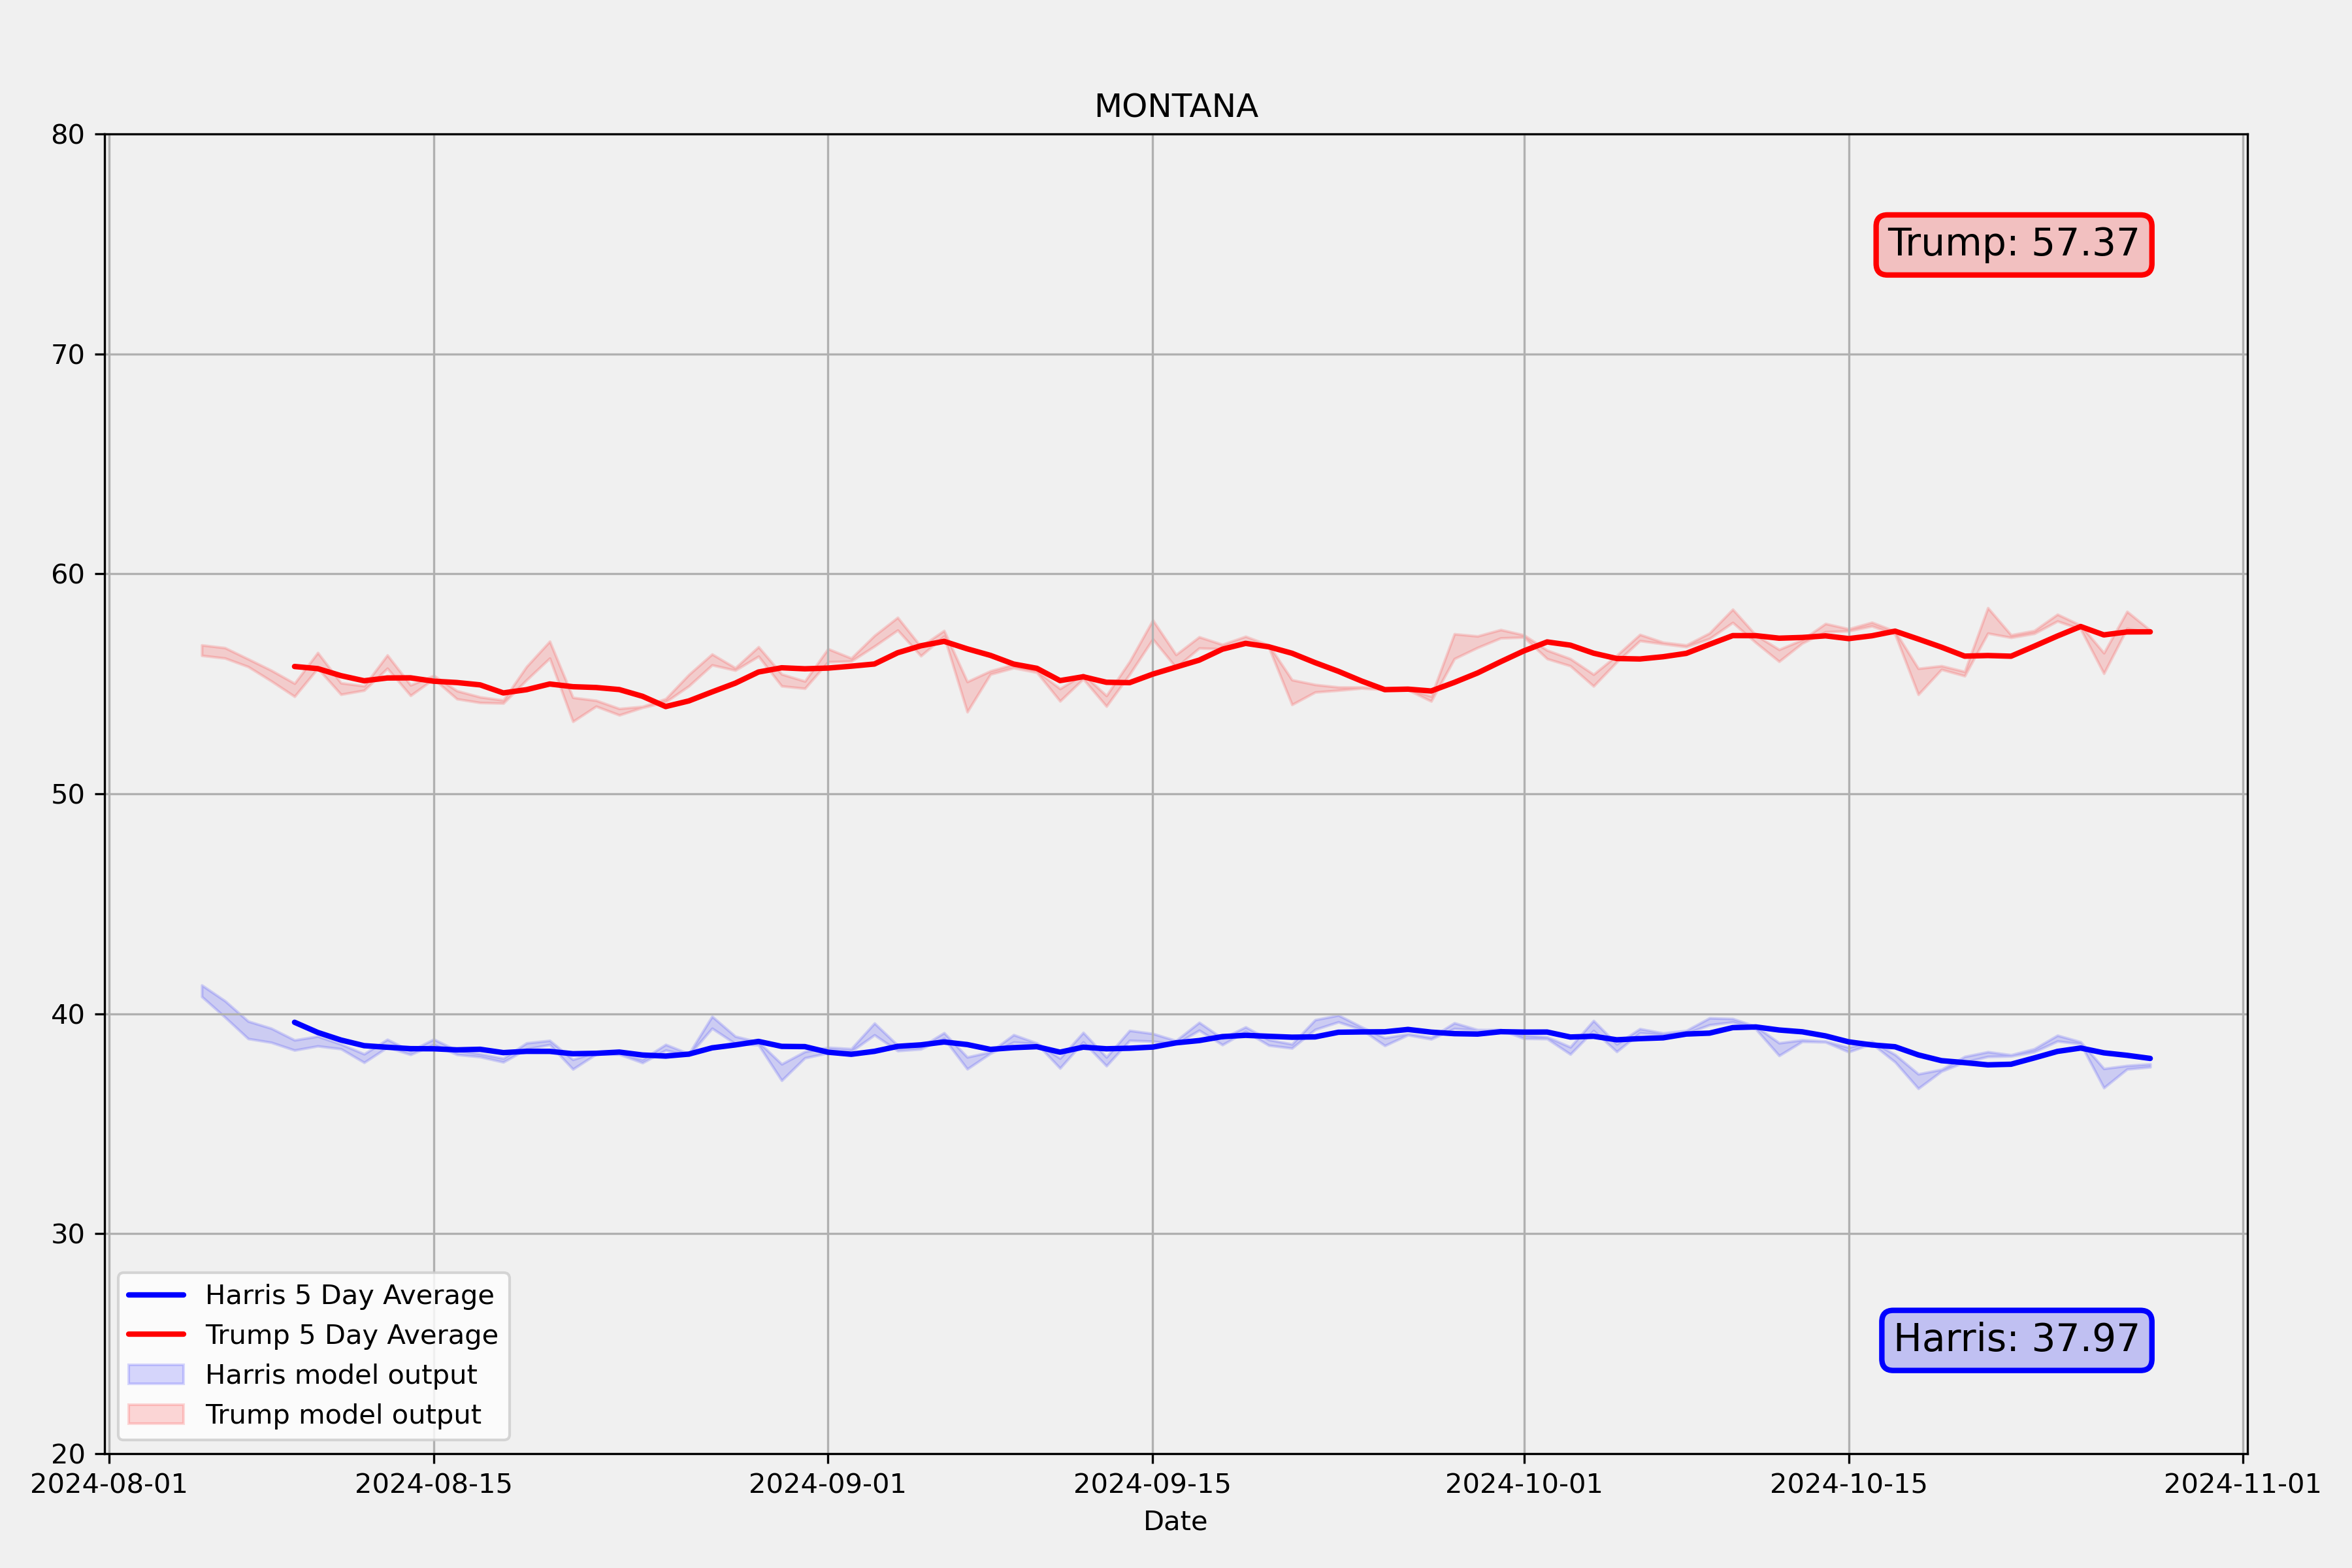 MONTANA
80
70
60
50
40
30
20
Trump: 57.37
Harris: 37.97
Harris 5 Day Average
Trump 5 Day Average
Harris model output
Trump model output
2024-08-01
2024-08-15
2024-09-01
2024-09-15
2024-10-01
2024-10-15
2024-11-01
Date